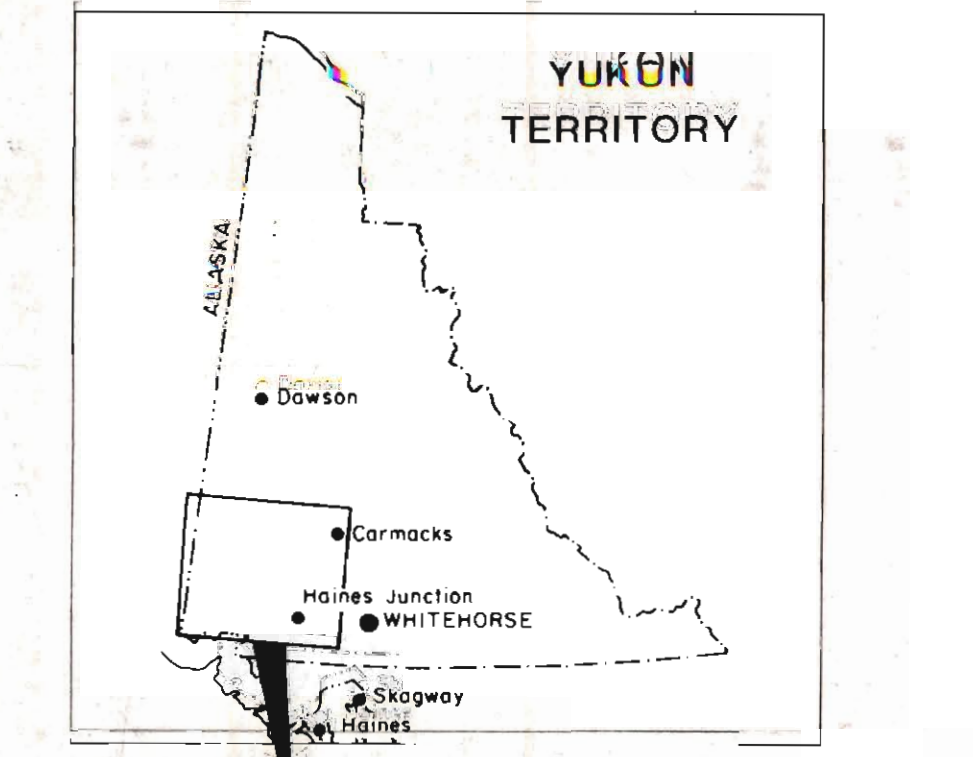 YUKON
TERRITORY
ALASKA
Dawson
Carmacks
Haines Junction
WHITEHORSE
Skagway
Haines